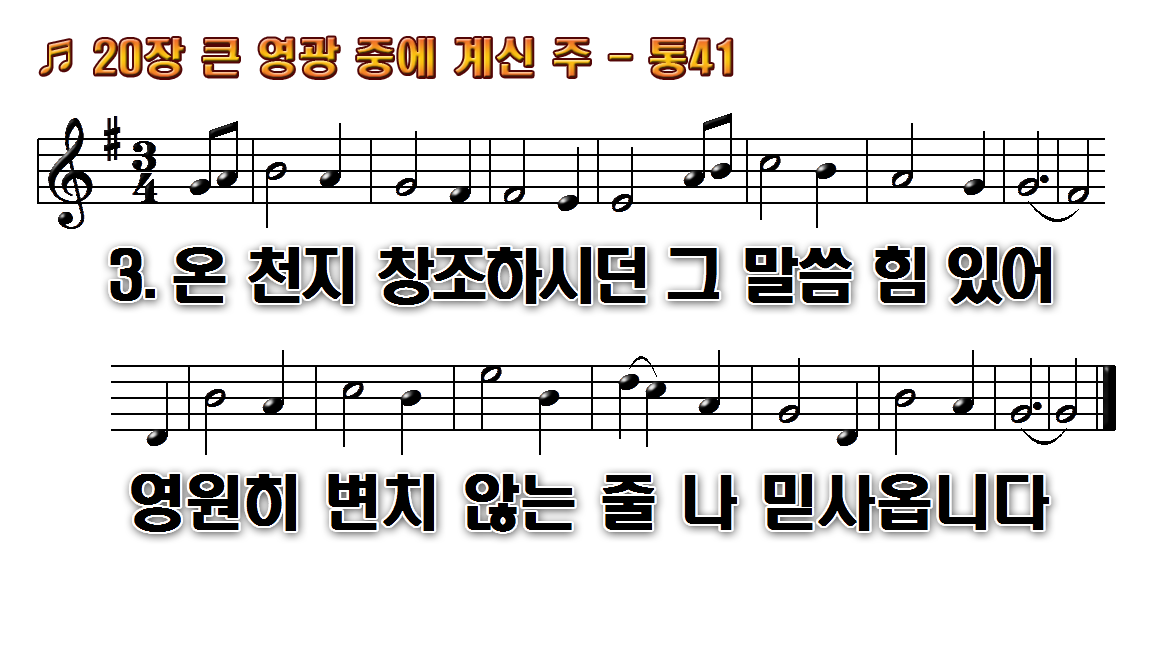 ♬ 20장 큰 영광 중에 계신 주 - 통41
3
4
3. 온 천지 창조하시던 그 말씀 힘 있어
영원히 변치 않는 줄 나 믿사옵니다